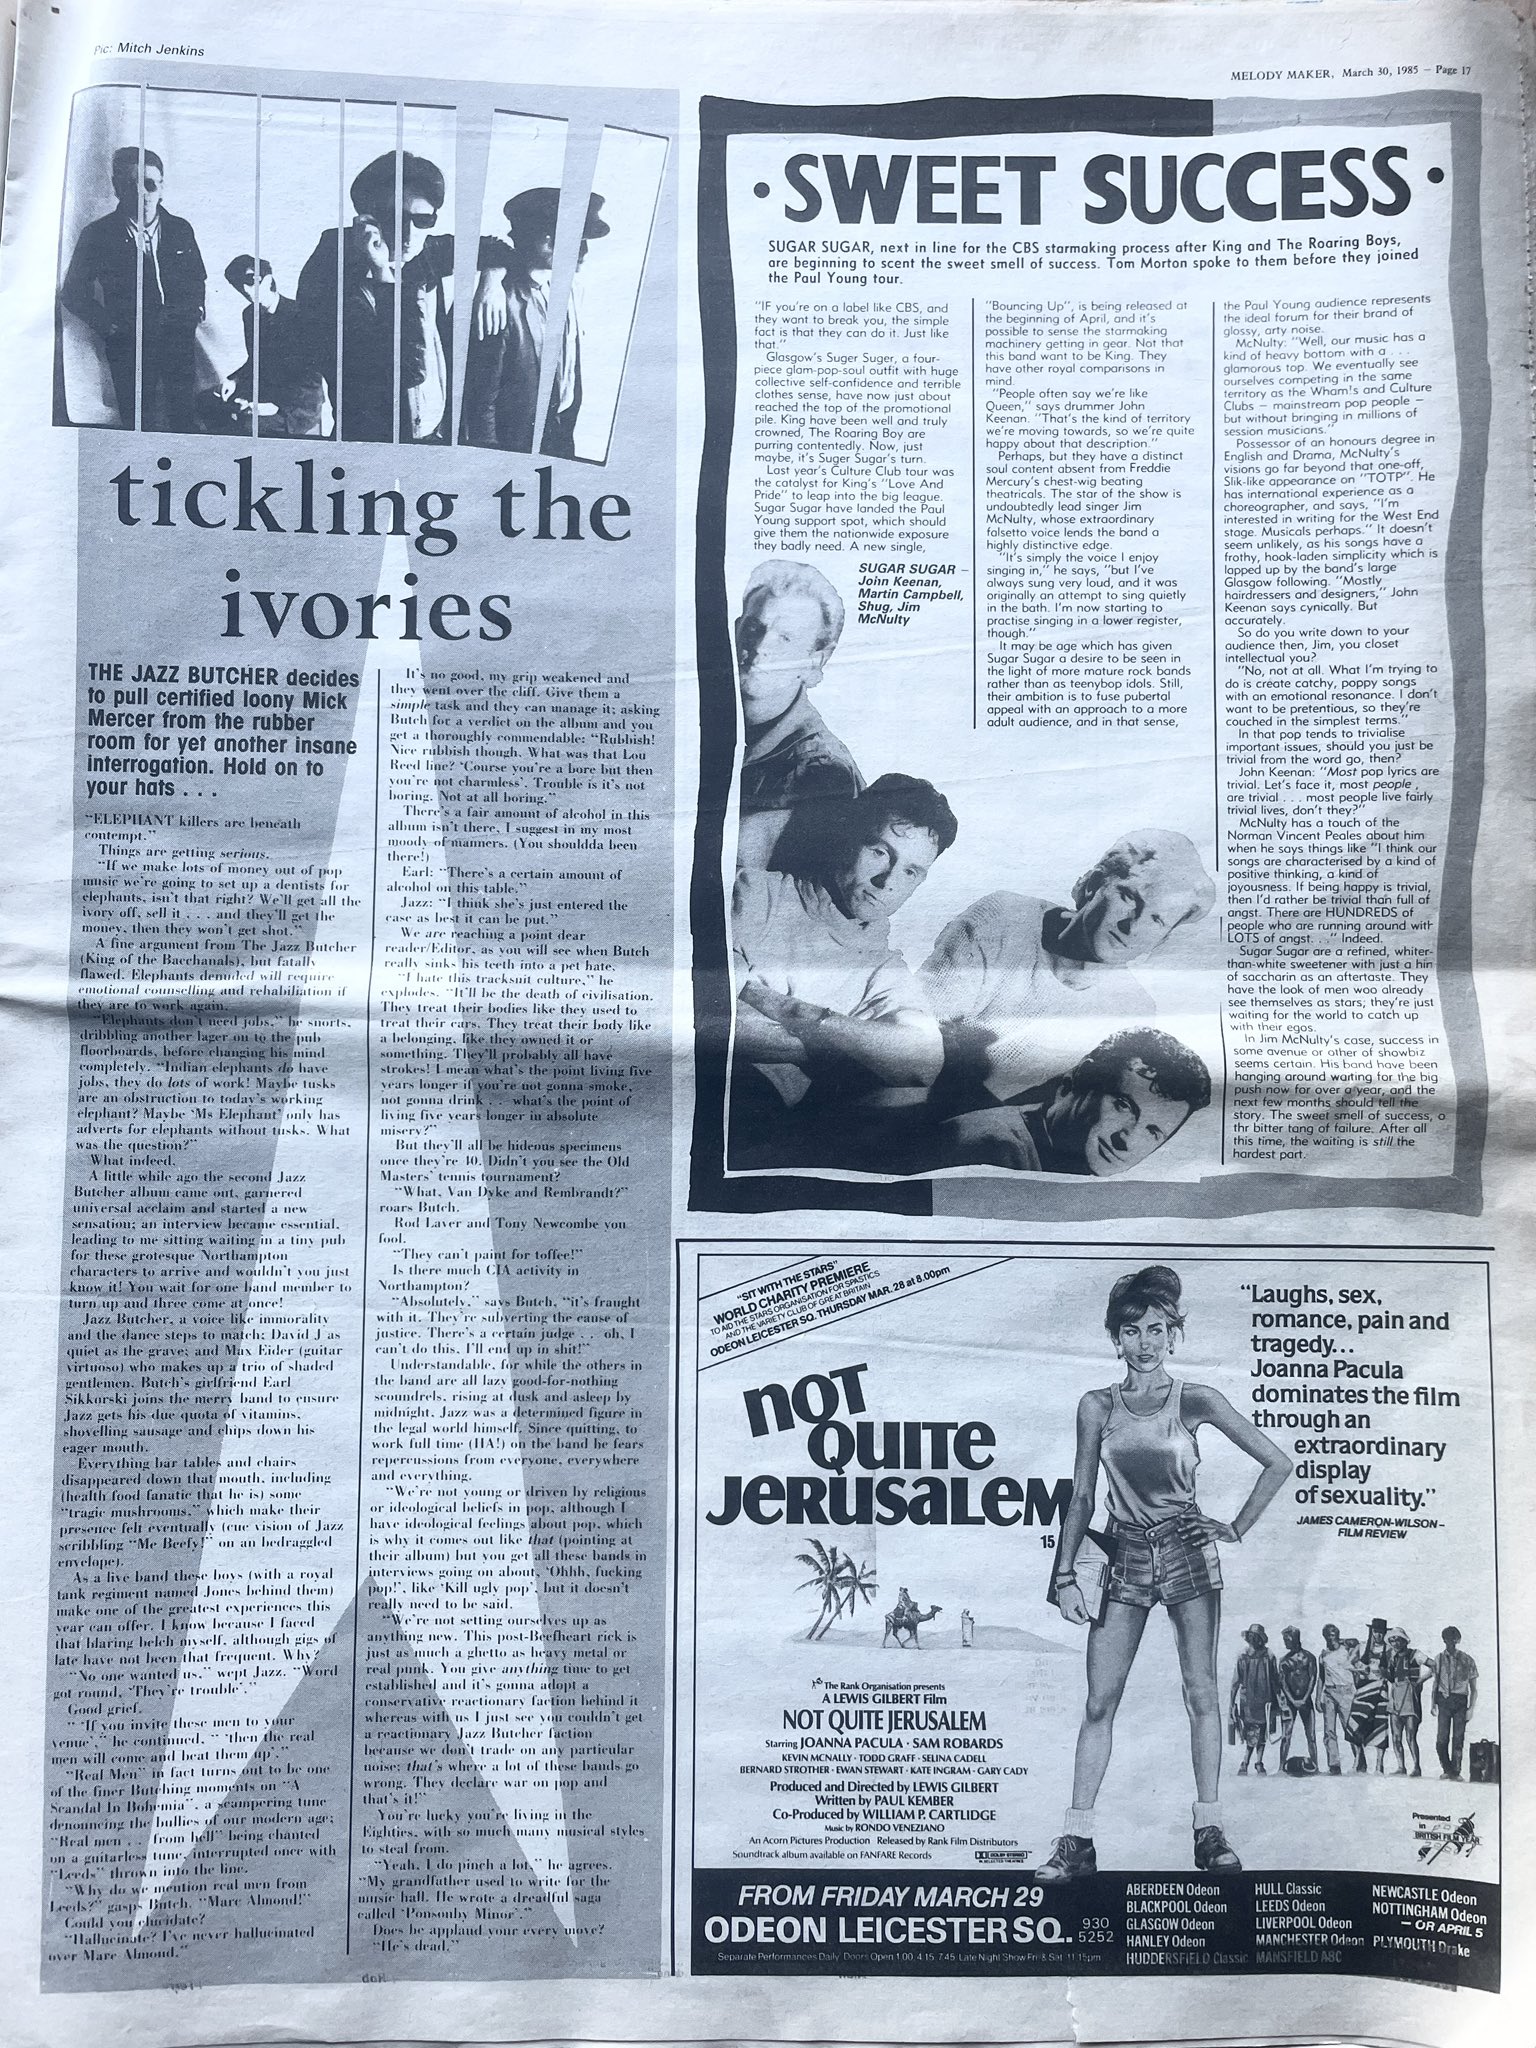 Pic: Mitch Jenkins
MELODY MAKER, March 30, 1985 — Page 17
tickling the
ivories
THE JAZZ BUTCHER decides
to pull certified loony Mick
Mercer from the rubber
room for yet another insane
interrogation. Hold on to
your hats . . .
"ELEPHANT killers are beneath
contempt."
Things are getting serious.
"If we make lots of money out of pop
music we're going to set up a dentists for
elephants, isn't that right? We'll get all the
ivory off, sell it . . . and they'll get the
money, then they won't get shot."
A fine argument from The Jazz Butcher
(King of the Bacchanals), but fatally
flawed. Elephants denuded will require
emotional counselling and rehabiliation if
they are to work again.
"Elephants don't need jobs," he snorts,
dribbling another lager on to the pub
floorboards, before changing his mind
completely. "Indian elephants do have
jobs, they do lots of work! Maybe tusks
are an obstruction to today's working
elephant? Maybe 'Ms Elephant' only has
adverts for elephants without tusks. What
was the question?"
What indeed.
A little while ago the second Jazz
Butcher album came out, garnered
universal acclaim and started a new
sensation; an interview became essential,
leading to me sitting waiting in a tiny pub
for these grotesque Northampton
characters to arrive and wouldn't you just
know it! You wait for one band member to
turn up and three come at once!
Jazz Butcher, a voice like immorality
and the dance steps to match; David J as
quiet as the grave; and Max Eider (guitar
virtuoso) who makes up a trio of shaded
gentlemen. Butch's girlfriend Earl
Sikkorski joins the merry band to ensure
Jazz gets his due quota of vitamins,
shovelling sausage and chips down his
eager mouth.
Everything bar tables and chairs
disappeared down that mouth, including
(health food fanatic that he is) some
"tragic mushrooms," which make their
presence felt eventually (cue vision of Jazz
scribbling "Me Beefy!" on an bedraggled
envelope).
As a live band these boys (with a royal
tank regiment named Jones behind them)
make one of the greatest experiences this
year can offer. I know because I faced
that blaring belch myself, although gigs of
late have not been that frequent. Why?
"No one wanted us," wept Jazz. "Word
got round, 'They're trouble'."
Good grief.
" 'If you invite these men to your
venue'," he continued, " 'then the real
men will come and beat them up'."
"Real Men" in fact turns out to be one
of the finer Butching moments on "A
Scandal In Bohemia", a scampering tune
denouncing the bullies of our modern age;
"Real men . . from hell" being chanted
on a guitarless tune, interrupted once with
"Leeds" thrown into the line.
"Why do we mention real men from
Leeds?" gasps Butch. "Marc Almond!"
Could you elucidate?
"Hallucinate? I've never hallucinated
over Marc Almond."
It's no good, my grip weakened and
they went over the cliff. Give them a
simple task and they can manage it; asking
Butch for a verdict on the album and you
get a thoroughly commendable: "Rubbish!
Nice rubbish though. What was that Lou
Reed line? 'Course you're a bore but then
you're not charmless'. Trouble is it's not
boring. Not at all boring."
There's a fair amount of alcohol in this
album isn't there, I suggest in my most
moody of manners. (You shouldda been
there!)
Earl: "There's a certain amount of
alcohol on this table."
Jazz: "I think she's just entered the
case as best it can be put."
We are reaching a point dear
reader/Editor, as you will see when Butch
really sinks his teeth into a pet hate.
"I hate this tracksuit culture," he
explodes. "It'll be the death of civilisation.
They treat their bodies like they used to
treat their cars. They treat their body like
a belonging, like they owned it or
something. They'll probably all have
strokes! I mean what's the point living five
years longer if you're not gonna smoke,
not gonna drink . . what's the point of
living five years longer in absolute
misery?"
But they'll all be hideous specimens
once they're 40. Didn't you see the Old
Masters' tennis tournament?
"What, Van Dyke and Rembrandt?"
roars Butch.
Rod Laver and Tony Newcombe you
fool.
"They can't paint for toffee!"
Is there much CIA activity in
Northampton?
"Absolutely," says Butch, "it's fraught
with it. They're subverting the cause of
justice. There's a certain judge . . oh, I
can't do this, I'll end up in shit!"
Understandable, for while the others in
the band are all lazy good-for-nothing
scoundrels, rising at dusk and asleep by
midnight, Jazz was a determined figure in
the legal world himself. Since quitting, to
work full time (HA!) on the band he fears
repercussions from everyone, everywhere
and everything.
"We're not young or driven by religious
or ideological beliefs in pop, although I
have ideological feelings about pop, which
is why it comes out like that (pointing at
their album) but you get all these bands in
interviews going on about, 'Ohhh, fucking
pop!', like 'Kill ugly pop', but it doesn't
really need to be said.
"We're not setting ourselves up as
anything new. This post-Beefheart rick is
just as much a ghetto as heavy metal or
real punk. You give anything time to get
established and it's gonna adopt a
conservative reactionary faction behind it
whereas with us I just see you couldn't get
a reactionary Jazz Butcher faction
because we don't trade on any particular
noise; that's where a lot of these bands go
wrong. They declare war on pop and
that's it!"
You're lucky you're living in the
Eighties, with so much many musical styles
to steal from.
"Yeah, I do pinch a lot," he agrees.
"My grandfather used to write for the
music hall. He wrote a dreadful saga
called 'Ponsonby Minor'."
Does he applaud your every move?
"He's dead."
• SWEET SUCCESS •
SUGAR SUGAR, next in line for the CBS starmaking process after King and The Roaring Boys,
are beginning to scent the sweet smell of success. Tom Morton spoke to them before they joined
the Paul Young tour.
"IF you're on a label like CBS, and
they want to break you, the simple
fact is that they can do it. Just like
that."
Glasgow's Suger Suger, a four-
piece glam-pop-soul outfit with huge
collective self-confidence and terrible
clothes sense, have now just about
reached the top of the promotional
pile. King have been well and truly
crowned, The Roaring Boy are
purring contentedly. Now, just
maybe, it's Suger Sugar's turn.
Last year's Culture Club tour was
the catalyst for King's "Love And
Pride" to leap into the big league.
Sugar Sugar have landed the Paul
Young support spot, which should
give them the nationwide exposure
they badly need. A new single,
SUGAR SUGAR –
John Keenan,
Martin Campbell,
Shug, Jim
McNulty
"Bouncing Up", is being released at
the beginning of April, and it's
possible to sense the starmaking
machinery getting in gear. Not that
this band want to be King. They
have other royal comparisons in
mind.
"People often say we're like
Queen," says drummer John
Keenan. "That's the kind of territory
we're moving towards, so we're quite
happy about that description."
Perhaps, but they have a distinct
soul content absent from Freddie
Mercury's chest-wig beating
theatricals. The star of the show is
undoubtedly lead singer Jim
McNulty, whose extraordinary
falsetto voice lends the band a
highly distinctive edge.
"It's simply the voice I enjoy
singing in," he says, "but I've
always sung very loud, and it was
originally an attempt to sing quietly
in the bath. I'm now starting to
practise singing in a lower register,
though."
It may be age which has given
Sugar Sugar a desire to be seen in
the light of more mature rock bands
rather than as teenybop idols. Still,
their ambition is to fuse pubertal
appeal with an approach to a more
adult audience, and in that sense,
the Paul Young audience represents
the ideal forum for their brand of
glossy, arty noise.
McNulty: "Well, our music has a
kind of heavy bottom with a . . .
glamorous top. We eventually see
ourselves competing in the same
territory as the Wham!s and Culture
Clubs — mainstream pop people —
but without bringing in millions of
session musicians."
Possessor of an honours degree in
English and Drama, McNulty's
visions go far beyond that one-off,
Slik-like appearance on "TOTP". He
has international experience as a
choreographer, and says, "I'm
interested in writing for the West End
stage. Musicals perhaps." It doesn't
seem unlikely, as his songs have a
frothy, hook-laden simplicity which is
lapped up by the band's large
Glasgow following. "Mostly
hairdressers and designers," John
Keenan says cynically. But
accurately.
So do you write down to your
audience then, Jim, you closet
intellectual you?
"No, not at all. What I'm trying to
do is create catchy, poppy songs
with an emotional resonance. I don't
want to be pretentious, so they're
couched in the simplest terms."
In that pop tends to trivialise
important issues, should you just be
trivial from the word go, then?
John Keenan: "Most pop lyrics are
trivial. Let's face it, most people ,
are trivial . . . most people live fairly
trivial lives, don't they?"
McNulty has a touch of the
Norman Vincent Peales about him
when he says things like "I think our
songs are characterised by a kind of
positive thinking, a kind of
joyousness. If being happy is trivial,
then I'd rather be trivial than full of
angst. There are HUNDREDS of
people who are running around with
LOTS of angst. . ." Indeed.
Sugar Sugar are a refined, whiter-
than-white sweetener with just a hin
of saccharin as an aftertaste. They
have the look of men woo already
see themselves as stars; they're just
waiting for the world to catch up
with their egos.
In Jim McNulty's case, success in
some avenue or other of showbiz
seems certain. His band have been
hanging around waiting for the big
push now for over a year, and the
next few months should tell the
story. The sweet smell of success, o
thr bitter tang of failure. After all
this time, the waiting is still the
hardest part.
"SIT WITH THE STARS"
WORLD CHARITY PREMIERE
TO AID THE STARS ORGANISATION FOR SPASTICS
AND THE VARIETY CLUB OF GREAT BRITAIN
ODEON LEICESTER SQ. THURSDAY MAR. 28 at 8.00pm
NOT
QUITE
JERUSALEM
15
"Laughs, sex,
romance, pain and
tragedy...
Joanna Pacula
dominates the film
through an
extraordinary
display
of sexuality."
JAMES CAMERON-WILSON–
FILM REVIEW
The Rank Organisation presents
A LEWIS GILBERT Film
NOT QUITE JERUSALEM
Starring JOANNA PACULA · SAM ROBARDS
KEVIN MCNALLY · TODD GRAFF · SELINA CADELL
BERNARD STROTHER · EWAN STEWART · KATE INGRAM · GARY CADY
Produced and Directed by LEWIS GILBERT
Written by PAUL KEMBER
Co-Produced by WILLIAM P. CARTLIDGE
Music by RONDO VENEZIANO
An Acorn Pictures Production Released by Rank Film Distributors
Soundtrack album available on FANFARE Records
DOLBY STEREO
IN SELECTED THEATRES
Presented
in
BRITISH FILM YEAR
FROM FRIDAY MARCH 29
ODEON LEICESTER SQ. 930 5252
Separate Performances Daily Doors Open 1.00, 4.15, 7.45. Late Night Show Fri & Sat 11.15pm
ABERDEEN Odeon
BLACKPOOL Odeon
GLASGOW Odeon
HANLEY Odeon
HUDDERSFIELD Classic
HULL Classic
LEEDS Odeon
LIVERPOOL Odeon
MANCHESTER Odeon
MANSFIELD ABC
NEWCASTLE Odeon
NOTTINGHAM Odeon
– OR APRIL 5
PLYMOUTH Drake